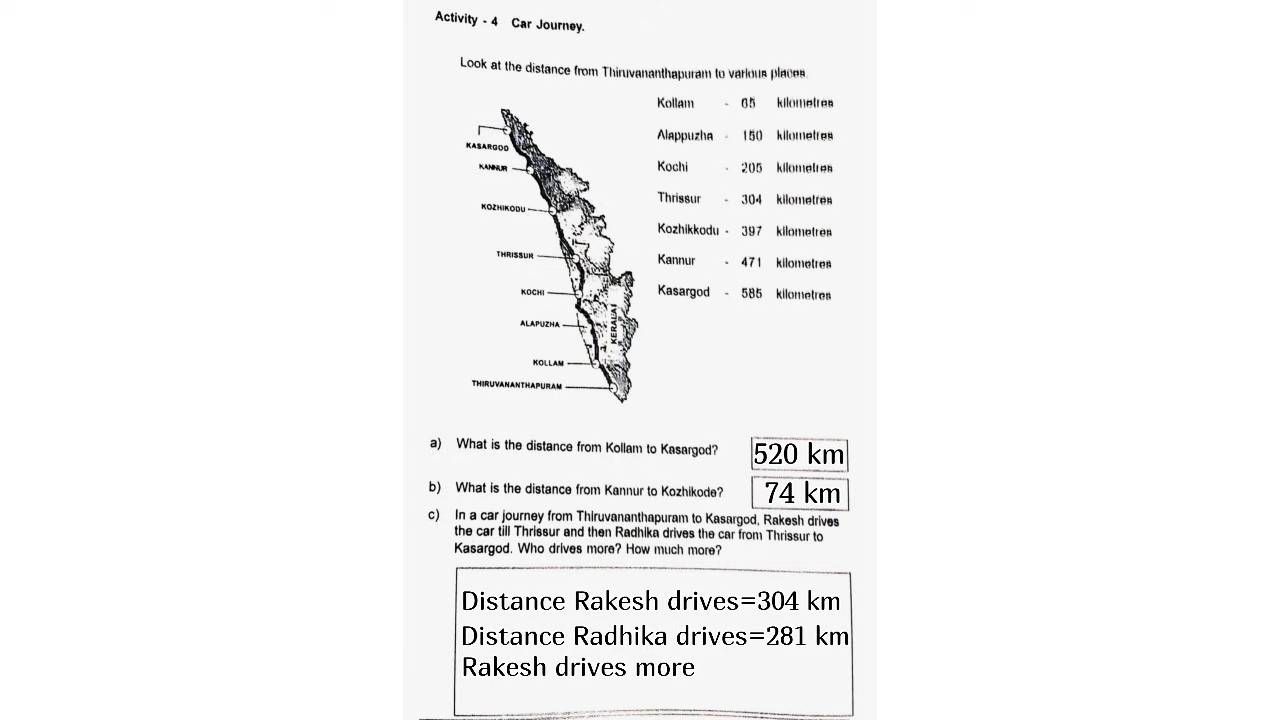 Activity - 4 Car Journey.
Look at the distance from Thiruvananthapuram to various places.
Kollam - 65 kilometres
Alappuzha - 150 kilometres
Kochi - 205 kilometres
Thrissur - 304 kilometres
Kozhikkodu - 397 kilometres
Kannur - 471 kilometres
Kasargod - 585 kilometres
KASARGOD
KANNUR
KOZHIKODU
THRISSUR
KOCHI
ALAPUZHA
KOLLAM
THIRUVANANTHAPURAM
KERALA
a) What is the distance from Kollam to Kasargod? 520 km
b) What is the distance from Kannur to Kozhikode? 74 km
c) In a car journey from Thiruvananthapuram to Kasargod, Rakesh drives
the car till Thrissur and then Radhika drives the car from Thrissur to
Kasargod. Who drives more? How much more?
Distance Rakesh drives=304 km
Distance Radhika drives=281 km
Rakesh drives more